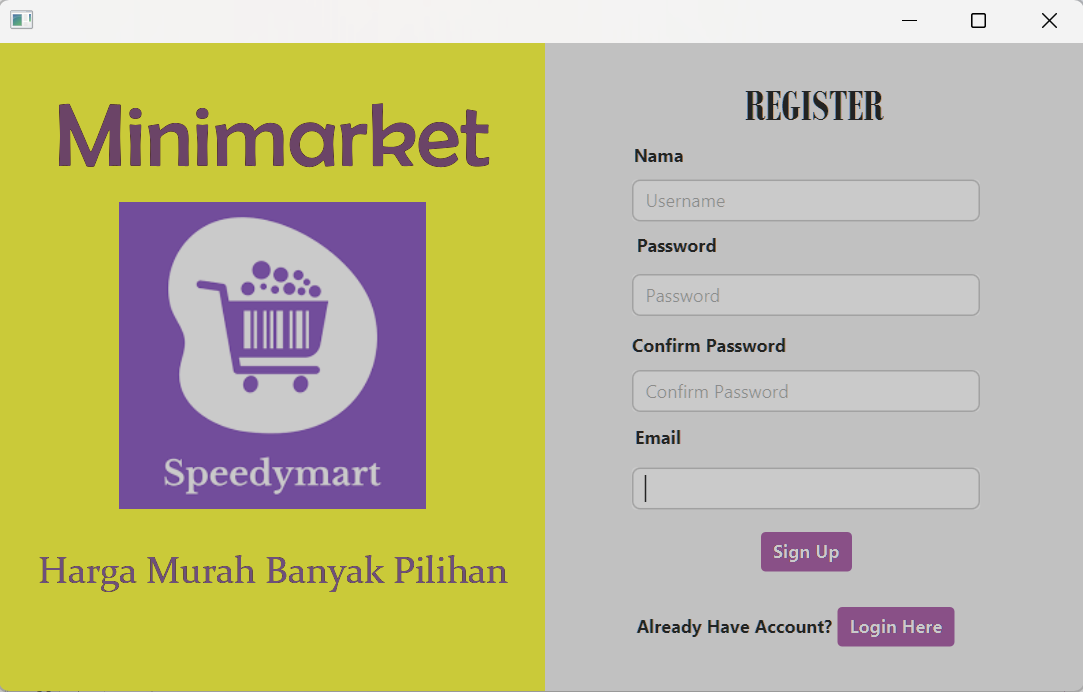 Minimarket
Speedymart
Harga Murah Banyak Pilihan
REGISTER
Nama
Username
Password
Password
Confirm Password
Confirm Password
Email
Sign Up
Already Have Account? Login Here